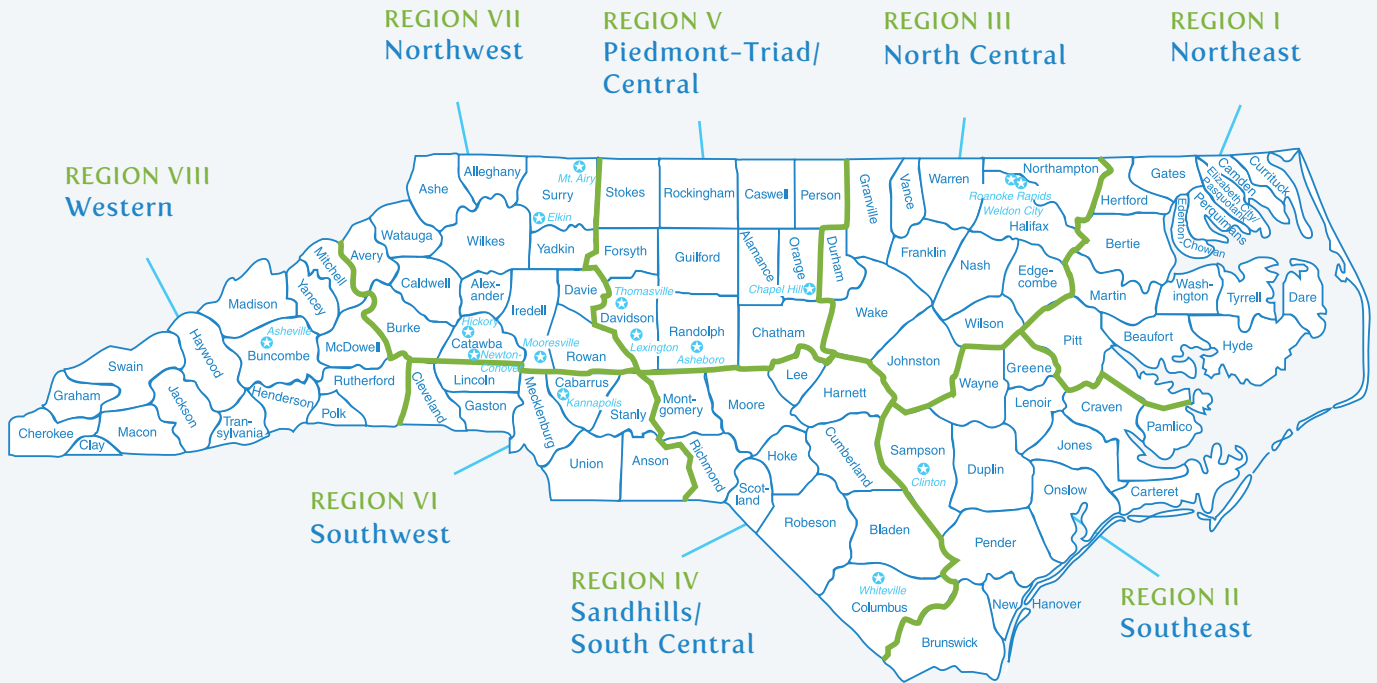 REGION VII
Northwest
REGION V
Piedmont-Triad/
Central
REGION III
North Central
REGION I
Northeast
REGION VIII
Western
REGION VI
Southwest
REGION IV
Sandhills/
South Central
REGION II
Southeast
Ashe
Alleghany
Surry
Mt. Airy
Elkin
Watauga
Wilkes
Yadkin
Mitchell
Avery
Caldwell
Alex-
ander
Iredell
Davie
Burke
Hickory
Catawba
Newton-
Conover
Mooresville
Rowan
Stokes
Rockingham
Caswell
Person
Forsyth
Guilford
Alamance
Orange
Chapel Hill
Durham
Thomasville
Davidson
Lexington
Randolph
Asheboro
Chatham
Granville
Vance
Warren
Northampton
Roanoke Rapids
Weldon City
Halifax
Franklin
Nash
Edge-
combe
Wake
Wilson
Johnston
Gates
Hertford
Bertie
Currituck
Camden
Elizabeth City/
Pasquotank
Perquimans
Edenton-
Chowan
Martin
Wash-
ington
Tyrrell
Dare
Pitt
Beaufort
Hyde
Yancey
Madison
Asheville
Buncombe
McDowell
Haywood
Swain
Graham
Cherokee
Clay
Macon
Jackson
Tran-
sylvania
Henderson
Polk
Rutherford
Cleveland
Lincoln
Gaston
Mecklenburg
Cabarrus
Kannapolis
Stanly
Union
Anson
Mont-
gomery
Moore
Lee
Harnett
Richmond
Hoke
Cumberland
Scot-
land
Robeson
Bladen
Whiteville
Columbus
Wayne
Greene
Lenoir
Craven
Pamlico
Jones
Sampson
Clinton
Duplin
Onslow
Carteret
Pender
New Hanover
Brunswick